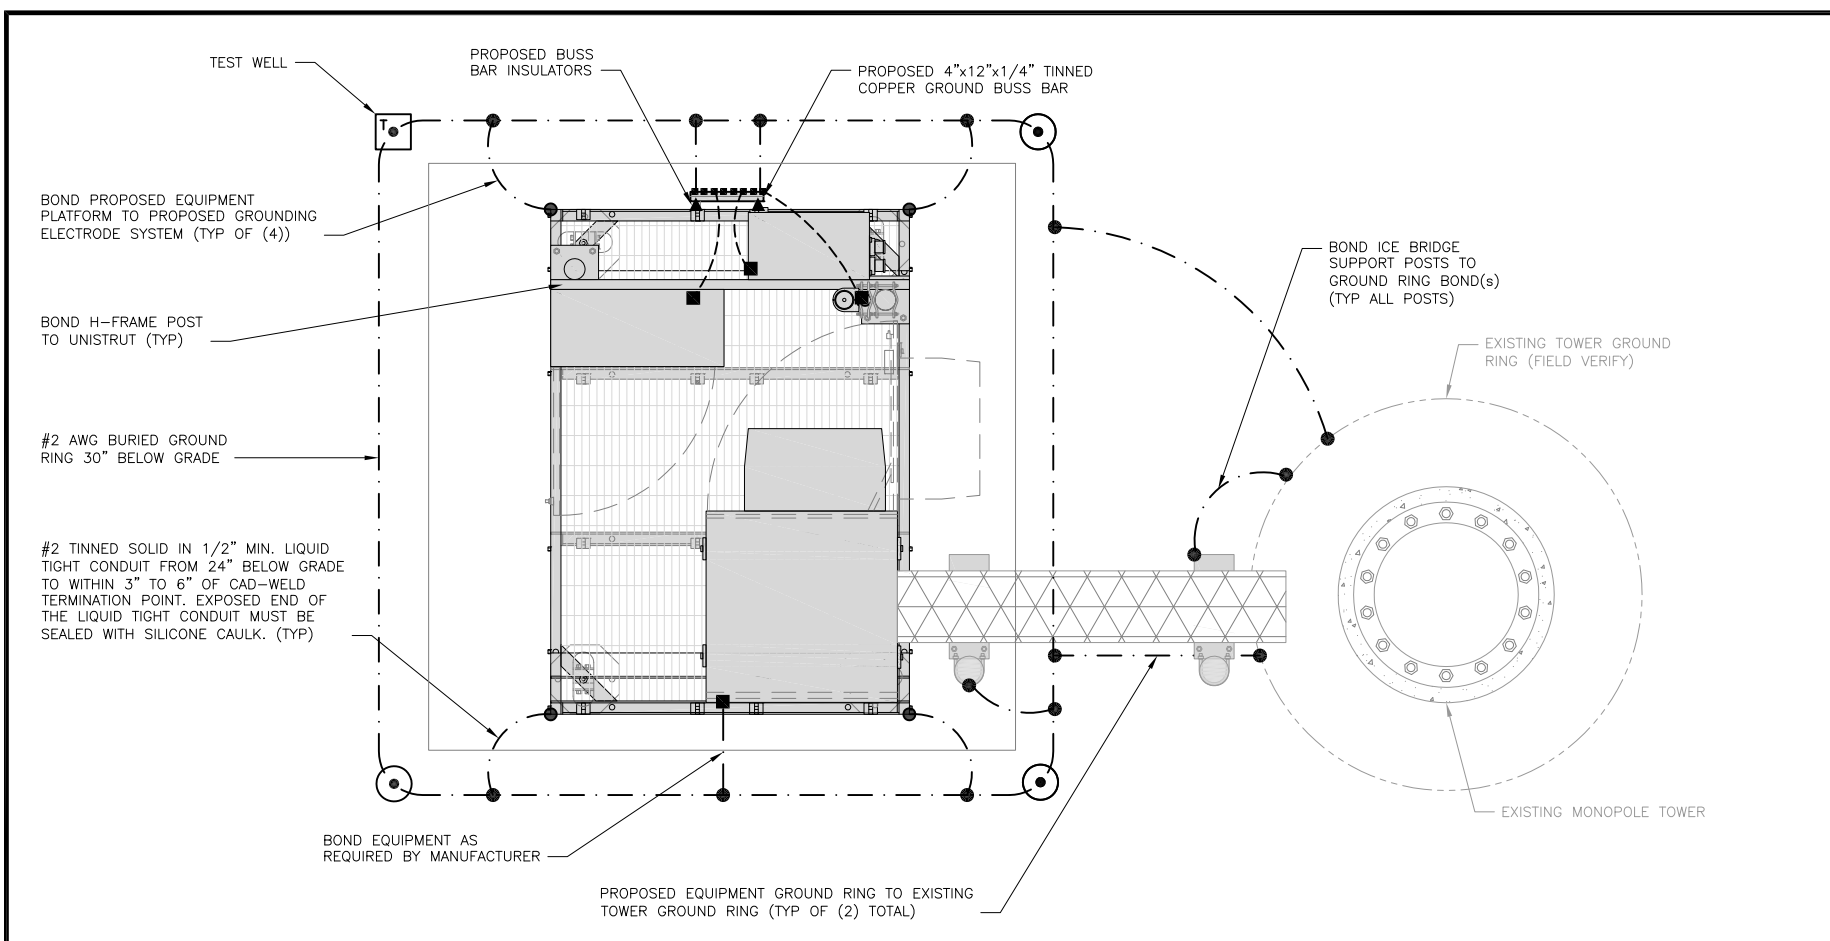 TEST WELL
PROPOSED BUSS
BAR INSULATORS
PROPOSED 4"x12"x1/4" TINNED
COPPER GROUND BUSS BAR
T
BOND PROPOSED EQUIPMENT
PLATFORM TO PROPOSED GROUNDING
ELECTRODE SYSTEM (TYP OF (4))
BOND ICE BRIDGE
SUPPORT POSTS TO
GROUND RING BOND(s)
(TYP ALL POSTS)
BOND H-FRAME POST
TO UNISTRUT (TYP)
EXISTING TOWER GROUND
RING (FIELD VERIFY)
#2 AWG BURIED GROUND
RING 30" BELOW GRADE
#2 TINNED SOLID IN 1/2" MIN. LIQUID
TIGHT CONDUIT FROM 24" BELOW GRADE
TO WITHIN 3" TO 6" OF CAD-WELD
TERMINATION POINT. EXPOSED END OF
THE LIQUID TIGHT CONDUIT MUST BE
SEALED WITH SILICONE CAULK. (TYP)
EXISTING MONOPOLE TOWER
BOND EQUIPMENT AS
REQUIRED BY MANUFACTURER
PROPOSED EQUIPMENT GROUND RING TO EXISTING
TOWER GROUND RING (TYP OF (2) TOTAL)